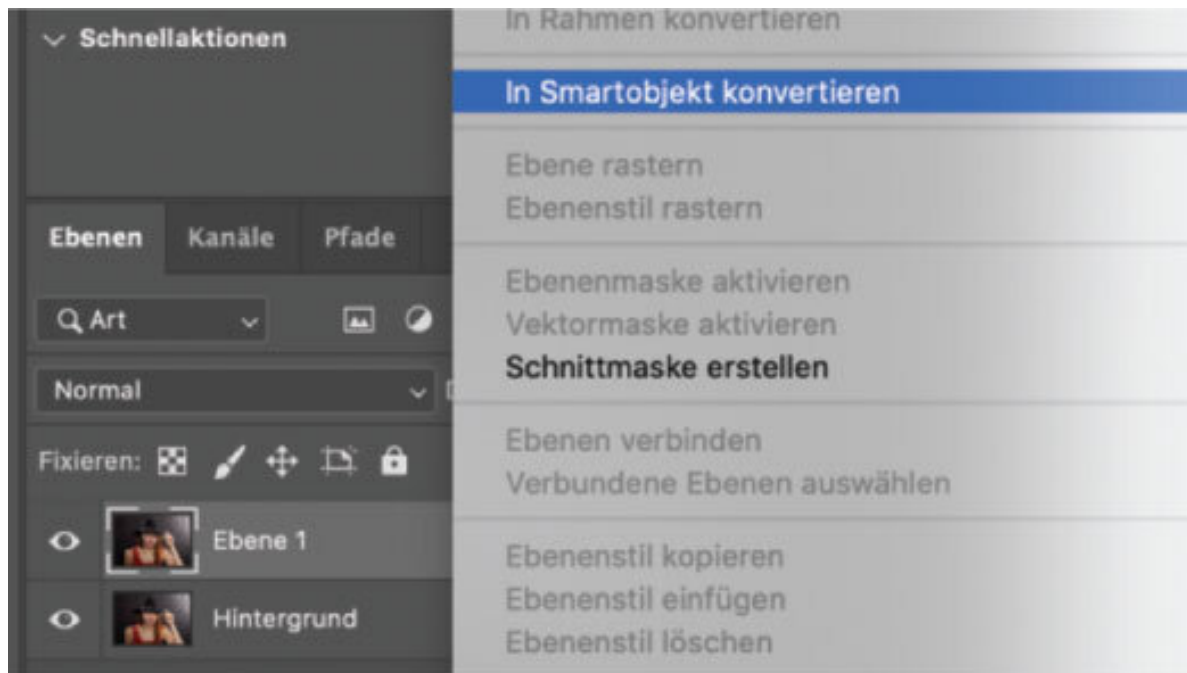 Schnellaktionen
Ebenen Kanäle Pfade
Art
Normal
Fixieren:
Ebene 1
Hintergrund
In Rahmen konvertieren
In Smartobjekt konvertieren
Ebene rastern
Ebenenstil rastern
Ebenenmaske aktivieren
Vektormaske aktivieren
Schnittmaske erstellen
Ebenen verbinden
Verbundene Ebenen auswählen
Ebenenstil kopieren
Ebenenstil einfügen
Ebenenstil löschen